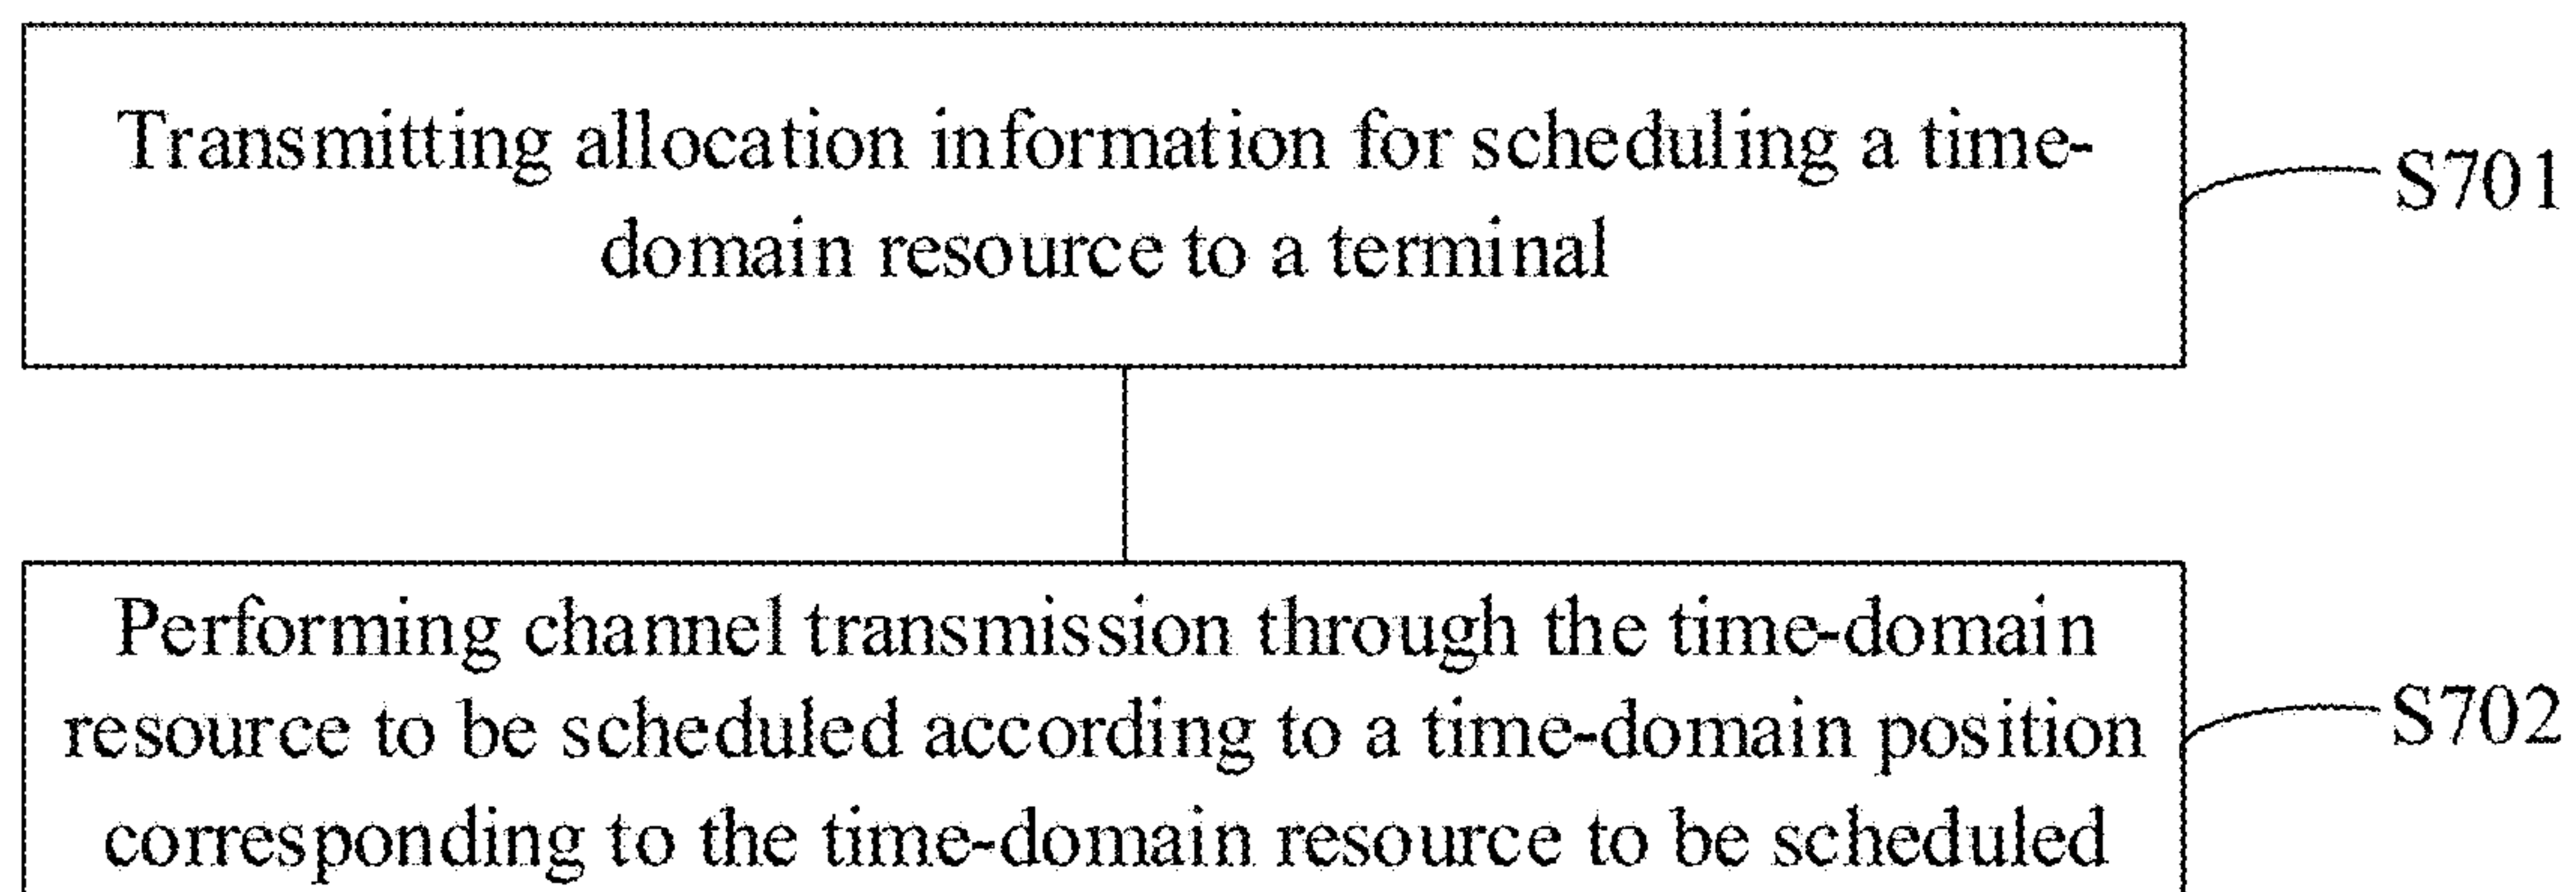 Transmitting allocation information for scheduling a time-
domain resource to a terminal
S701
Performing channel transmission through the time-domain
resource to be scheduled according to a time-domain position
corresponding to the time-domain resource to be scheduled
S702